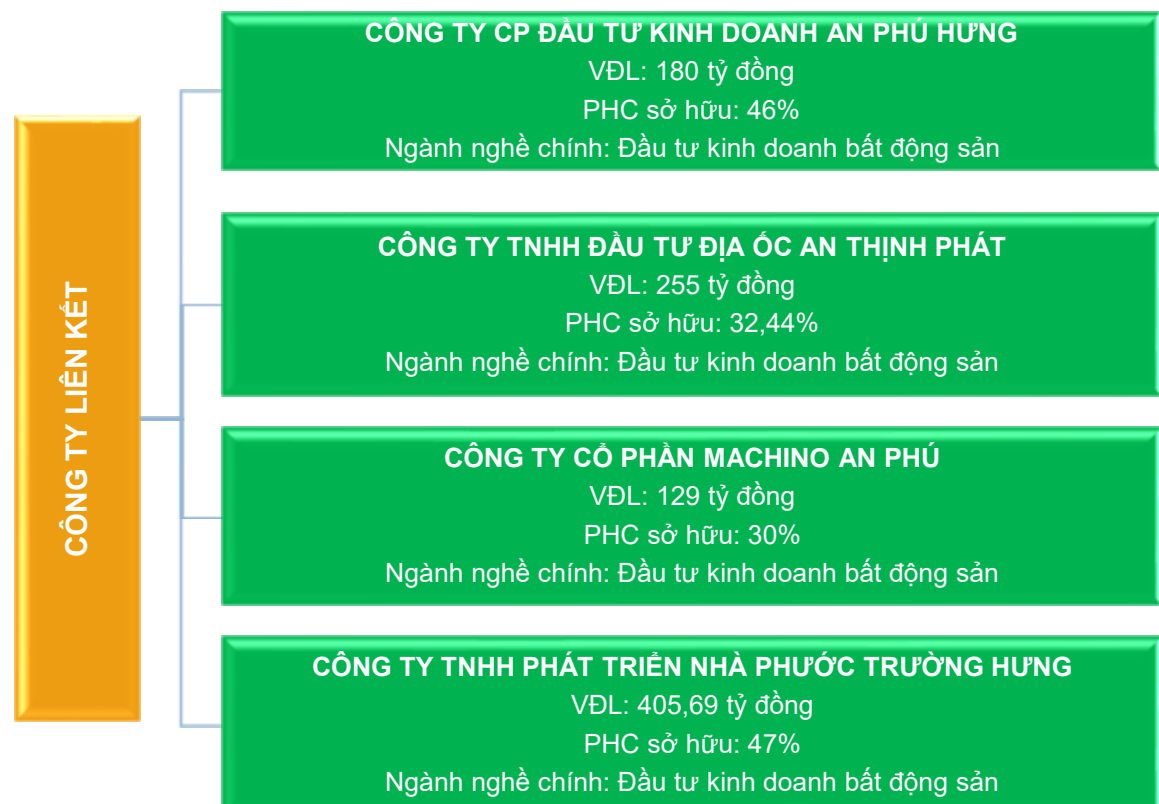 CÔNG TY LIÊN KẾT
CÔNG TY CP ĐẦU TƯ KINH DOANH AN PHÚ HƯNG
VĐL: 180 tỷ đồng
PHC sở hữu: 46%
Ngành nghề chính: Đầu tư kinh doanh bất động sản
CÔNG TY TNHH ĐẦU TƯ ĐỊA ỐC AN THỊNH PHÁT
VĐL: 255 tỷ đồng
PHC sở hữu: 32,44%
Ngành nghề chính: Đầu tư kinh doanh bất động sản
CÔNG TY CỔ PHẦN MACHINO AN PHÚ
VĐL: 129 tỷ đồng
PHC sở hữu: 30%
Ngành nghề chính: Đầu tư kinh doanh bất động sản
CÔNG TY TNHH PHÁT TRIỂN NHÀ PHƯỚC TRƯỜNG HƯNG
VĐL: 405,69 tỷ đồng
PHC sở hữu: 47%
Ngành nghề chính: Đầu tư kinh doanh bất động sản